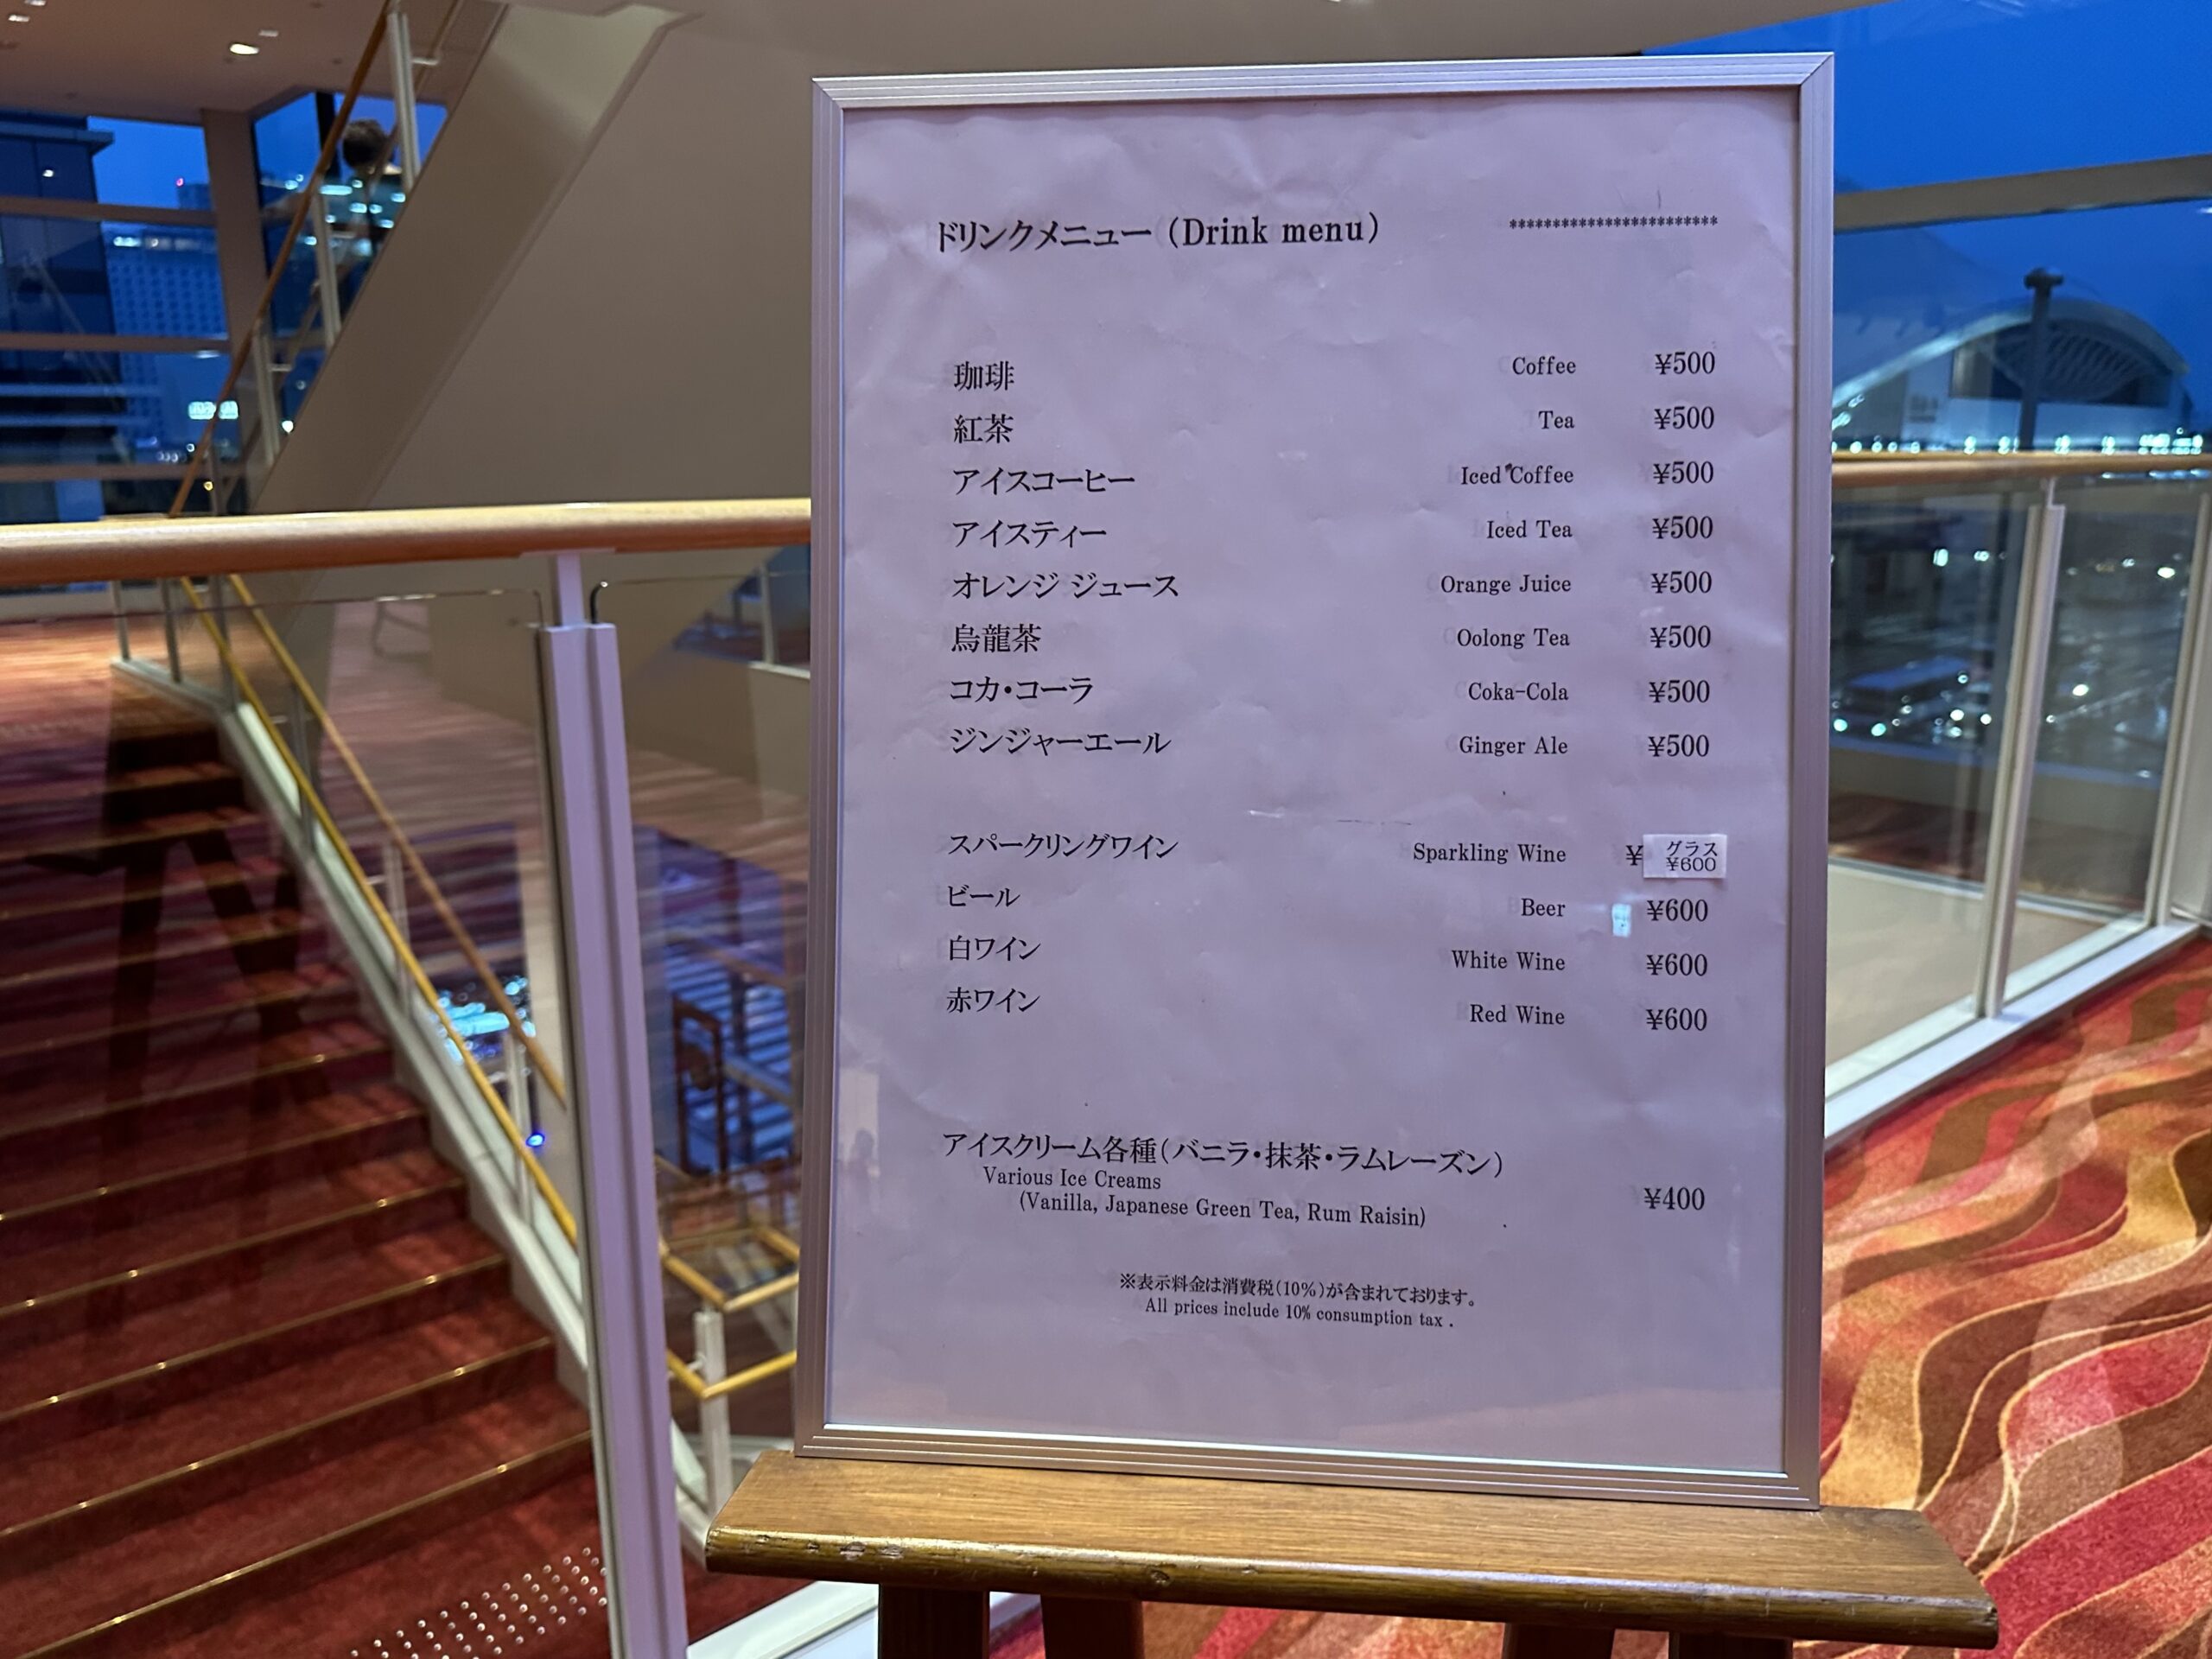 ドリンクメニュー（Drink menu） ************************
珈琲 Coffee ¥500
紅茶 Tea ¥500
アイスコーヒー Iced Coffee ¥500
アイスティー Iced Tea ¥500
オレンジ ジュース Orange Juice ¥500
烏龍茶 Oolong Tea ¥500
コカ・コーラ Coka-Cola ¥500
ジンジャーエール Ginger Ale ¥500
スパークリングワイン Sparkling Wine ¥ グラス
¥600
ビール Beer ¥600
白ワイン White Wine ¥600
赤ワイン Red Wine ¥600
アイスクリーム各種（バニラ・抹茶・ラムレーズン）
Various Ice Creams
(Vanilla, Japanese Green Tea, Rum Raisin) ¥400
※表示料金は消費税（10%）が含まれております。
All prices include 10% consumption tax .